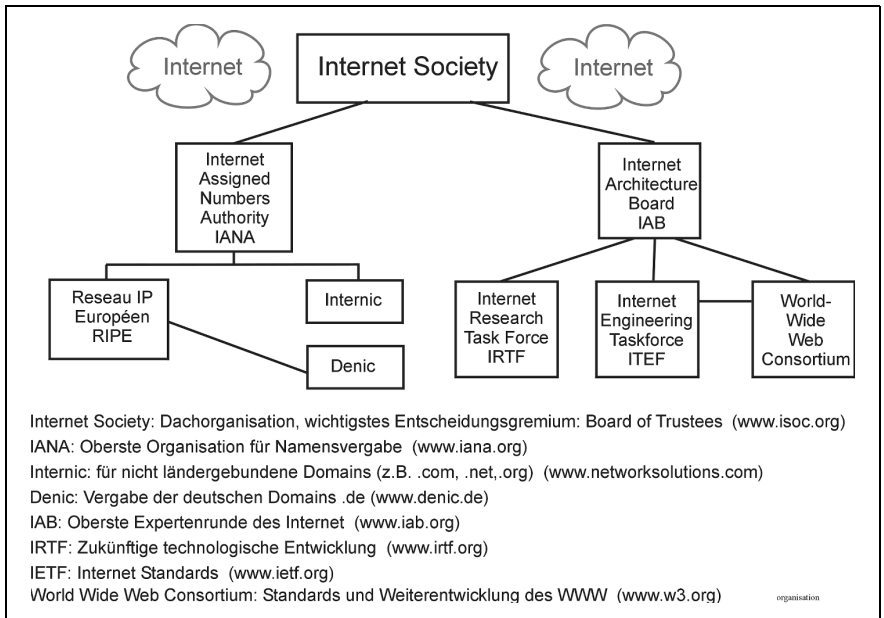 Internet
Internet Society
Internet
Internet
Assigned
Numbers
Authority
IANA
Internet
Architecture
Board
IAB
Reseau IP
Européen
RIPE
Internic
Denic
Internet
Research
Task Force
IRTF
Internet
Engineering
Taskforce
ITEF
World-
Wide
Web
Consortium
Internet Society: Dachorganisation, wichtigstes Entscheidungsgremium: Board of Trustees (www.isoc.org)
IANA: Oberste Organisation für Namensvergabe (www.iana.org)
Internic: für nicht ländergebundene Domains (z.B. .com, .net,.org) (www.networksolutions.com)
Denic: Vergabe der deutschen Domains .de (www.denic.de)
IAB: Oberste Expertenrunde des Internet (www.iab.org)
IRTF: Zukünftige technologische Entwicklung (www.irtf.org)
IETF: Internet Standards (www.ietf.org)
World Wide Web Consortium: Standards und Weiterentwicklung des WWW (www.w3.org)
organisation